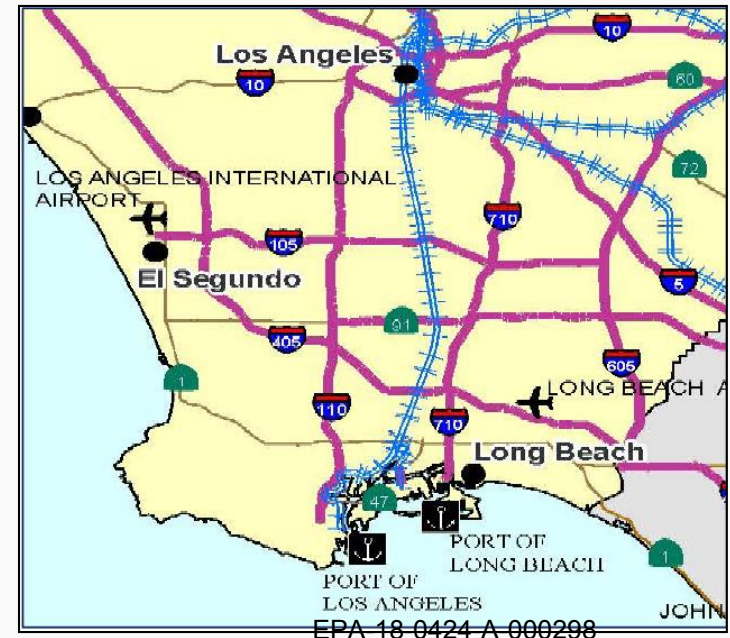 Los Angeles
10
10
60
72
LOS ANGELES INTERNATIONAL
AIRPORT
710
105
El Segundo
5
91
405
605
1
LONG BEACH A
110
710
Long Beach
47
PORT OF
LONG BEACH
1
PORT OF
LOS ANGELES
JOHN
EPA-18-0424-A-000298